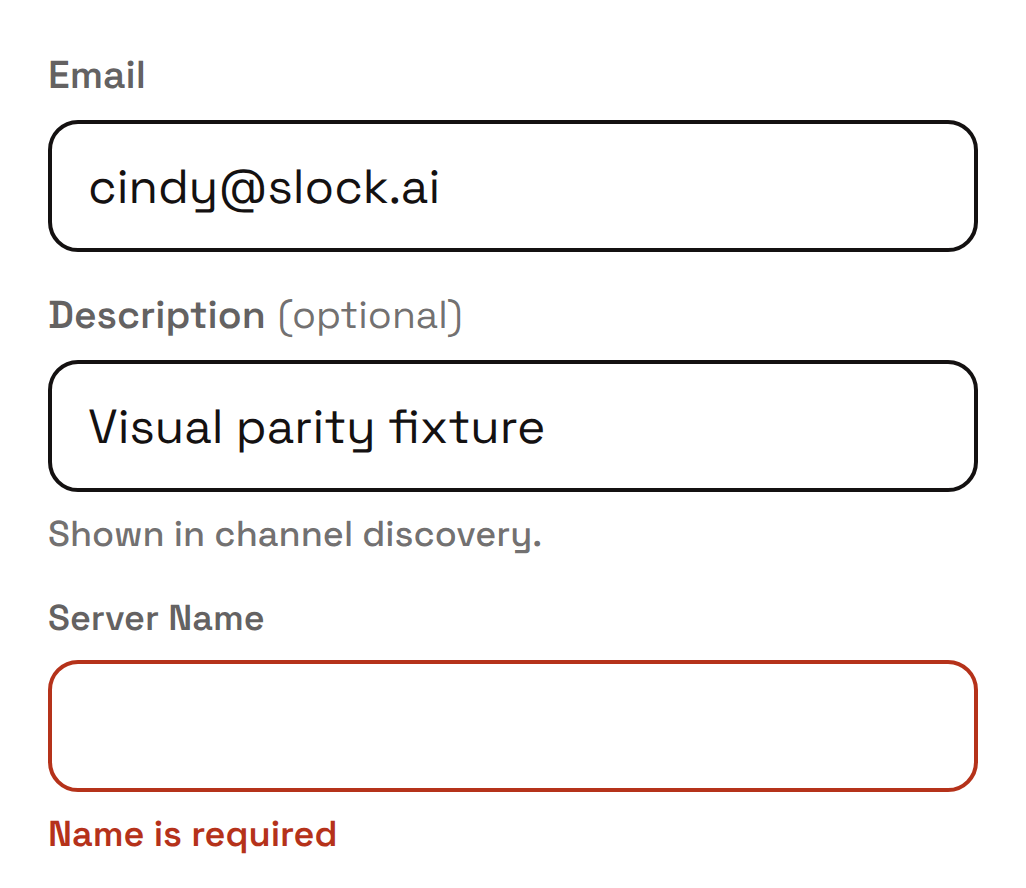 Email
cindy@slock.ai
Description (optional)
Visual parity fixture
Shown in channel discovery.
Server Name
Name is required